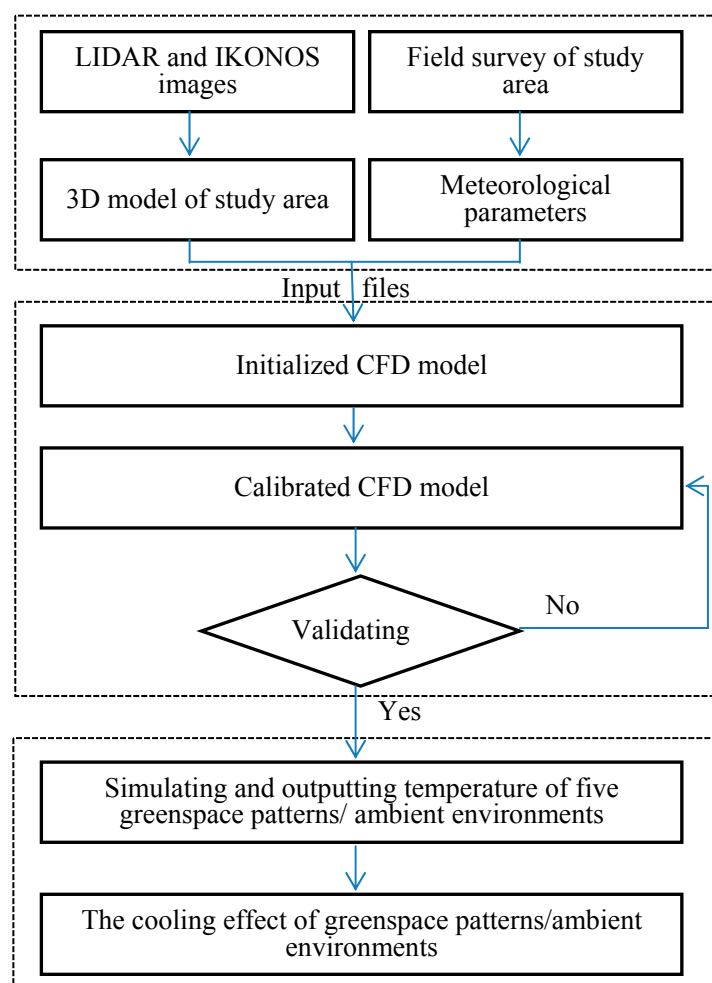 LIDAR and IKONOS
images
Field survey of study
area
3D model of study area
Meteorological
parameters
Input files
Initialized CFD model
Calibrated CFD model
Validating
No
Yes
Simulating and outputting temperature of five
greenspace patterns/ ambient environments
The cooling effect of greenspace patterns/ambient
environments